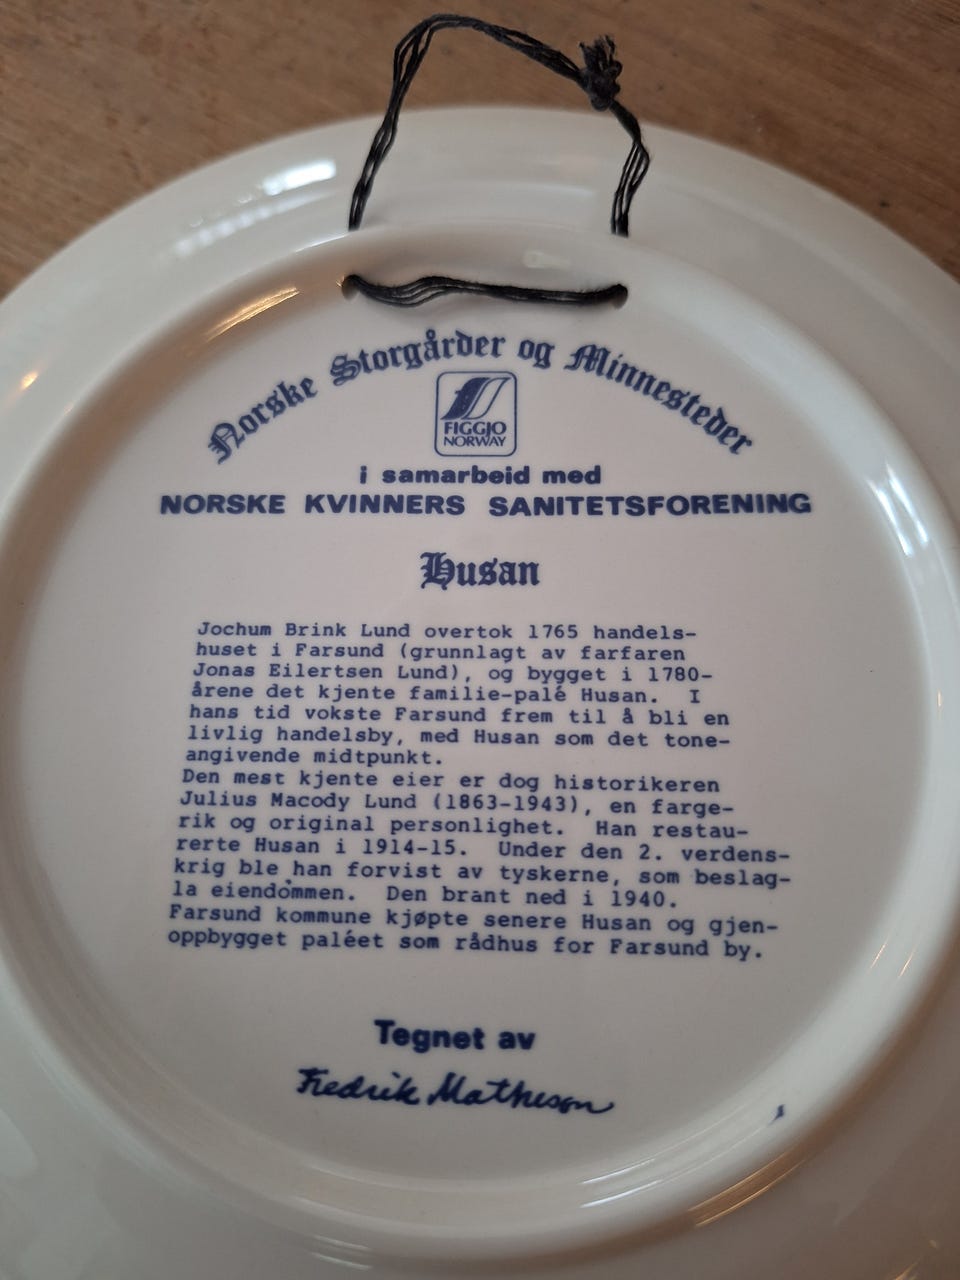 Norske Storgårder og Minnesteder
FIGGJO
NORWAY
i samarbeid med
NORSKE KVINNERS SANITETSFORENING
Husan
Jochum Brink Lund overtok 1765 handels-
huset i Farsund (grunnlagt av farfaren
Jonas Eilertsen Lund), og bygget i 1780-
årene det kjente familie-palé Husan. I
hans tid vokste Farsund frem til å bli en
livlig handelsby, med Husan som det tone-
angivende midtpunkt.
Den mest kjente eier er dog historikeren
Julius Macody Lund (1863-1943), en farge-
rik og original personlighet. Han restau-
rerte Husan i 1914-15. Under den 2. verdens-
krig ble han forvist av tyskerne, som beslag-
la eiendommen. Den brant ned i 1940.
Farsund kommune kjøpte senere Husan og gjen-
oppbygget paléet som rådhus for Farsund by.
Tegnet av
Fredrik Matheson